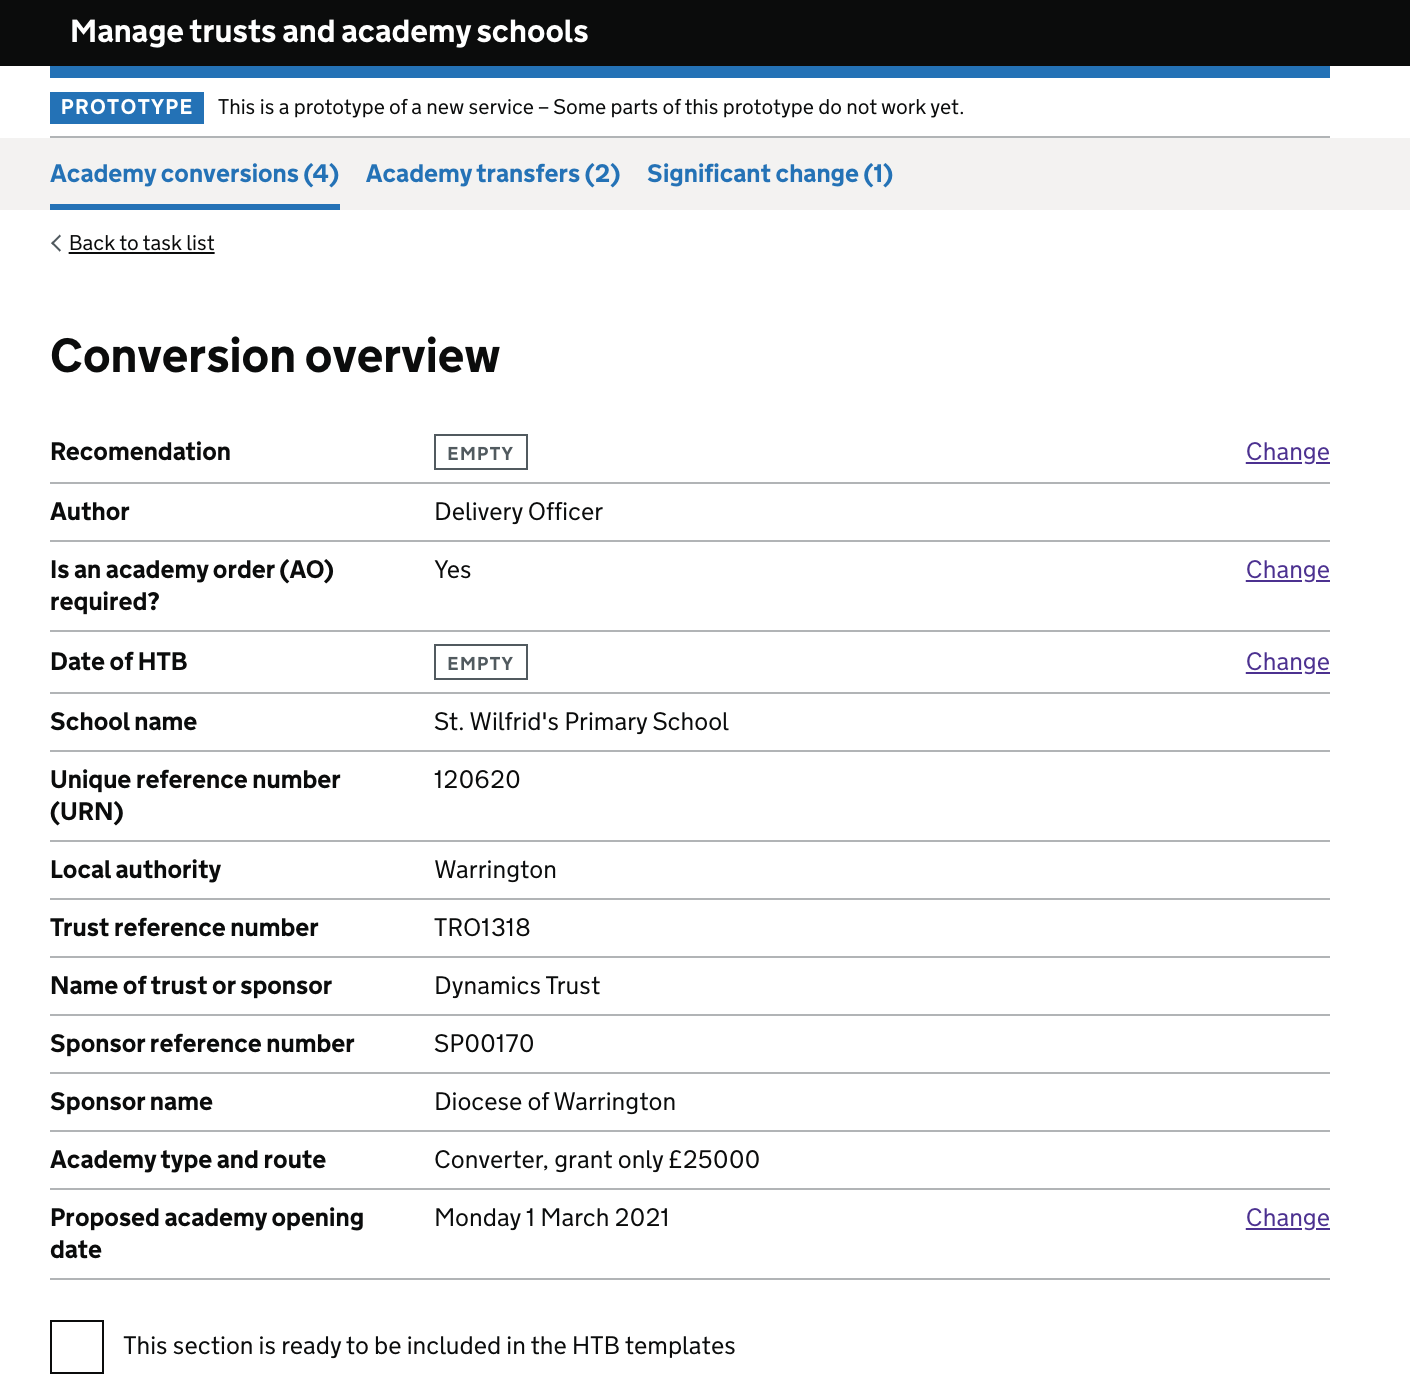 Manage trusts and academy schools
PROTOTYPE This is a prototype of a new service – Some parts of this prototype do not work yet.
Academy conversions (4) Academy transfers (2) Significant change (1)
Back to task list
Conversion overview
Recomendation EMPTY Change
Author Delivery Officer
Is an academy order (AO) Yes Change
required?
Date of HTB EMPTY Change
School name St. Wilfrid's Primary School
Unique reference number 120620
(URN)
Local authority Warrington
Trust reference number TRO1318
Name of trust or sponsor Dynamics Trust
Sponsor reference number SP00170
Sponsor name Diocese of Warrington
Academy type and route Converter, grant only £25000
Proposed academy opening Monday 1 March 2021 Change
date
This section is ready to be included in the HTB templates